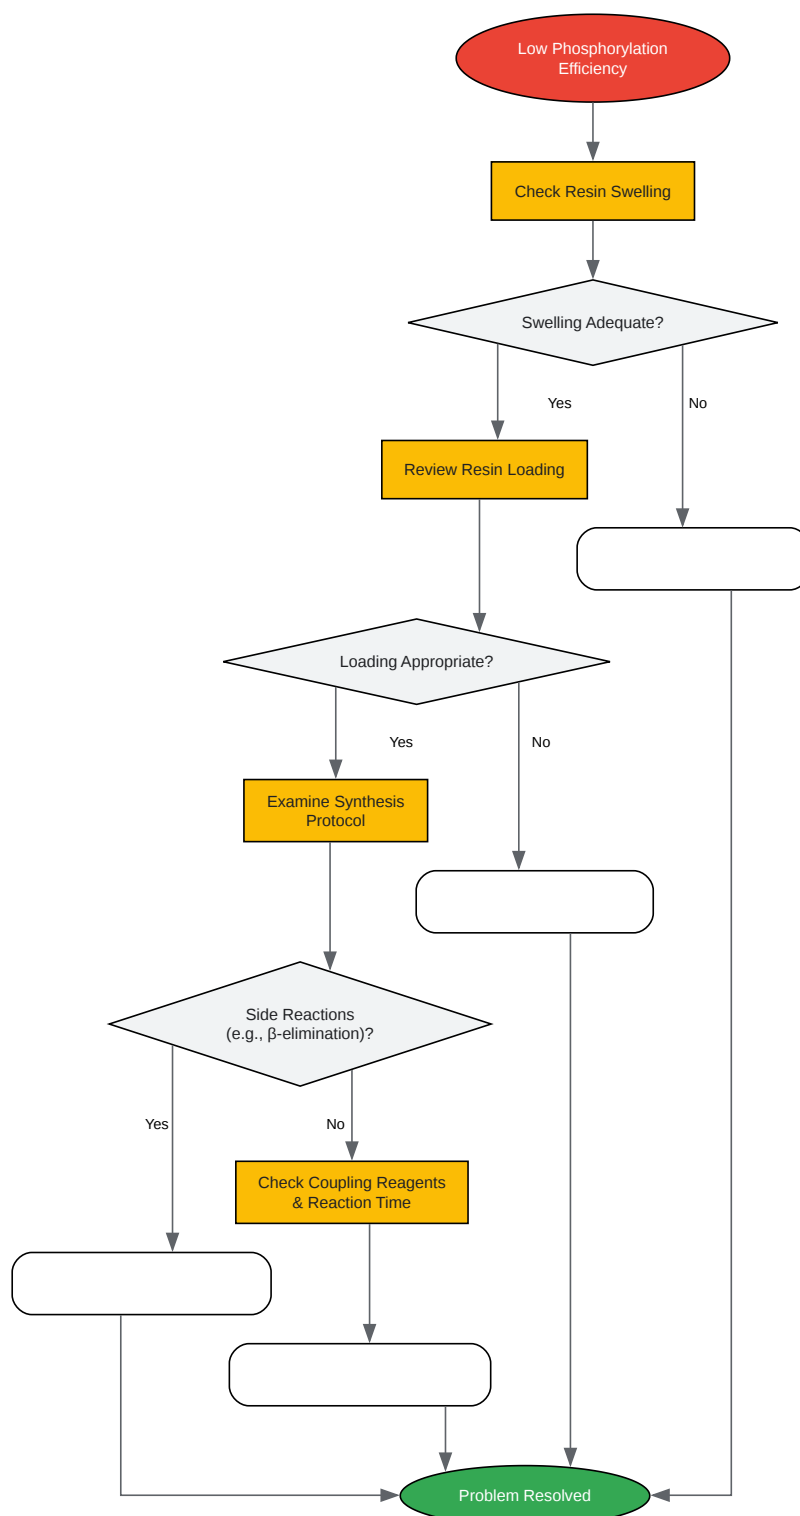 Low Phosphorylation
Efficiency
Check Resin Swelling
Swelling Adequate?
Yes
No
Review Resin Loading
Loading Appropriate?
Yes
No
Examine Synthesis
Protocol
Side Reactions
(e.g., β-elimination)?
Yes
No
Check Coupling Reagents
& Reaction Time
Problem Resolved